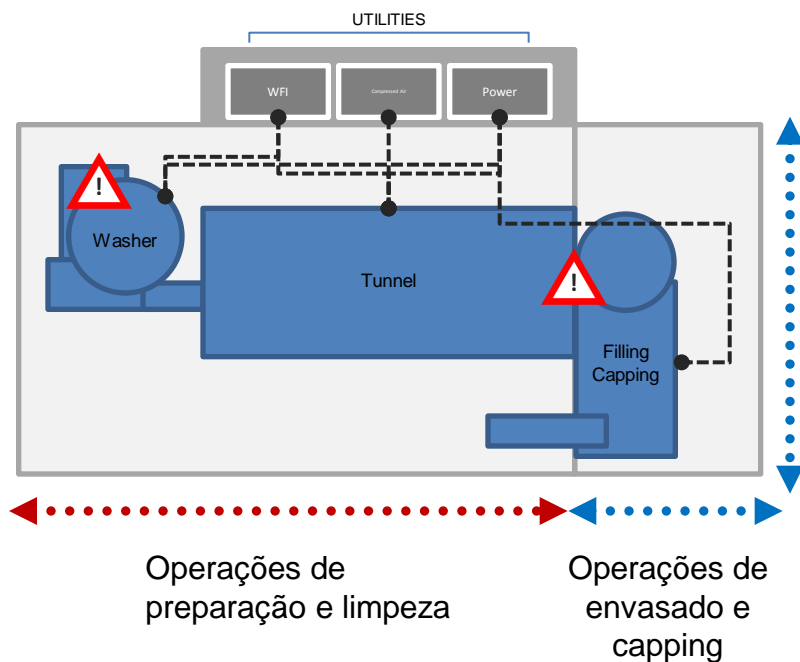 UTILITIES
WFI
Compressed Air
Power
!
Washer
Tunnel
!
Filling
Capping
Operações de
preparação e limpeza
Operações de
envasado e
capping